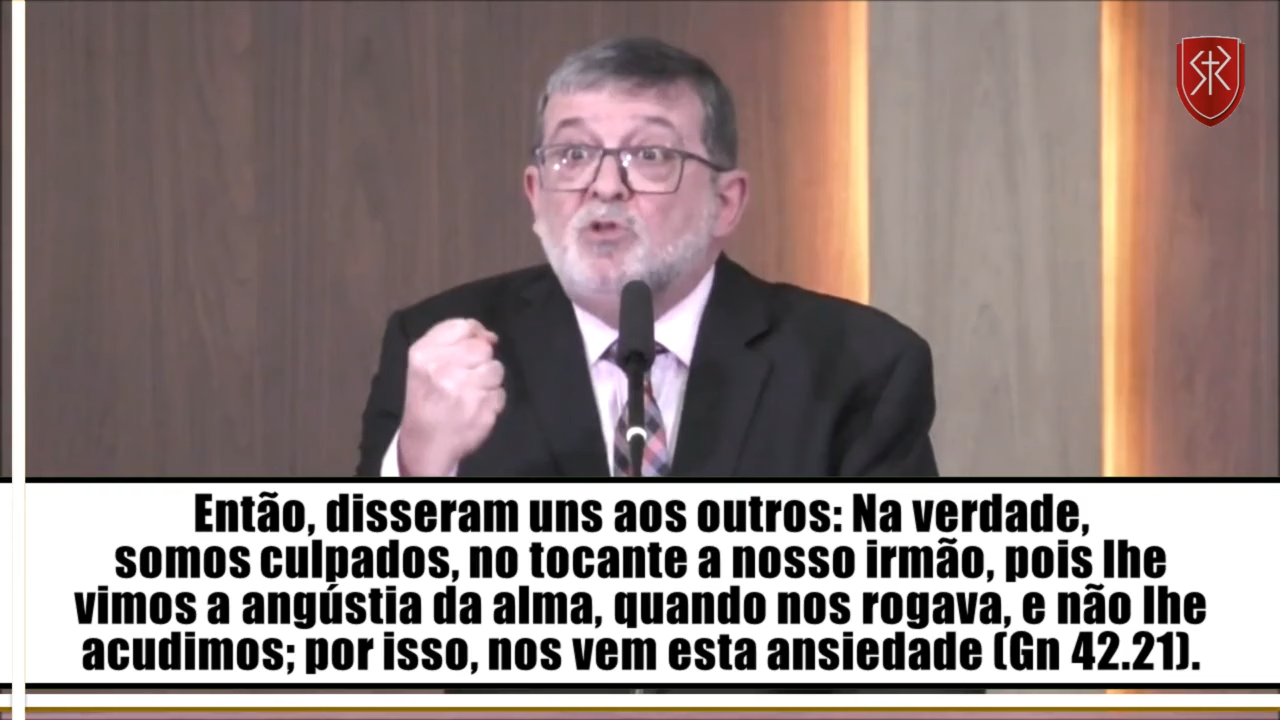 Então, disseram uns aos outros: Na verdade,
somos culpados, no tocante a nosso irmão, pois lhe
vimos a angústia da alma, quando nos rogava, e não lhe
acudimos; por isso, nos vem esta ansiedade (Gn 42.21).